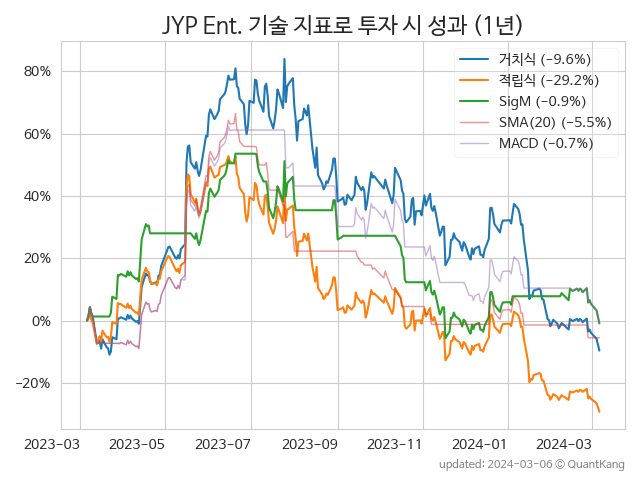 JYP Ent. 기술 지표로 투자 시 성과 (1년)
80%
60%
40%
20%
0%
−20%
거치식 (−9.6%)
적립식 (−29.2%)
SigM (−0.9%)
SMA(20) (−5.5%)
MACD (−0.7%)
2023−03 2023−05 2023−07 2023−09 2023−11 2024−01 2024−03
updated: 2024-03-06 ⓒ QuantKang